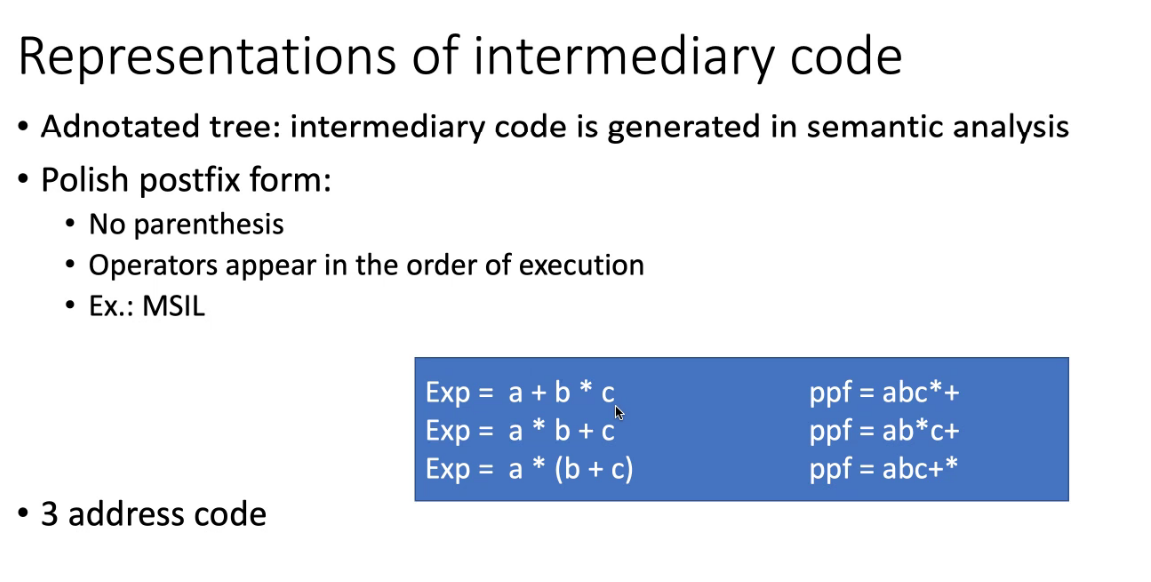 Representations of intermediary code
• Adnotated tree: intermediary code is generated in semantic analysis
• Polish postfix form:
• No parenthesis
• Operators appear in the order of execution
• Ex.: MSIL
Exp = a + b * c ppf = abc*+
Exp = a * b + c ppf = ab*c+
Exp = a * (b + c) ppf = abc+*
• 3 address code